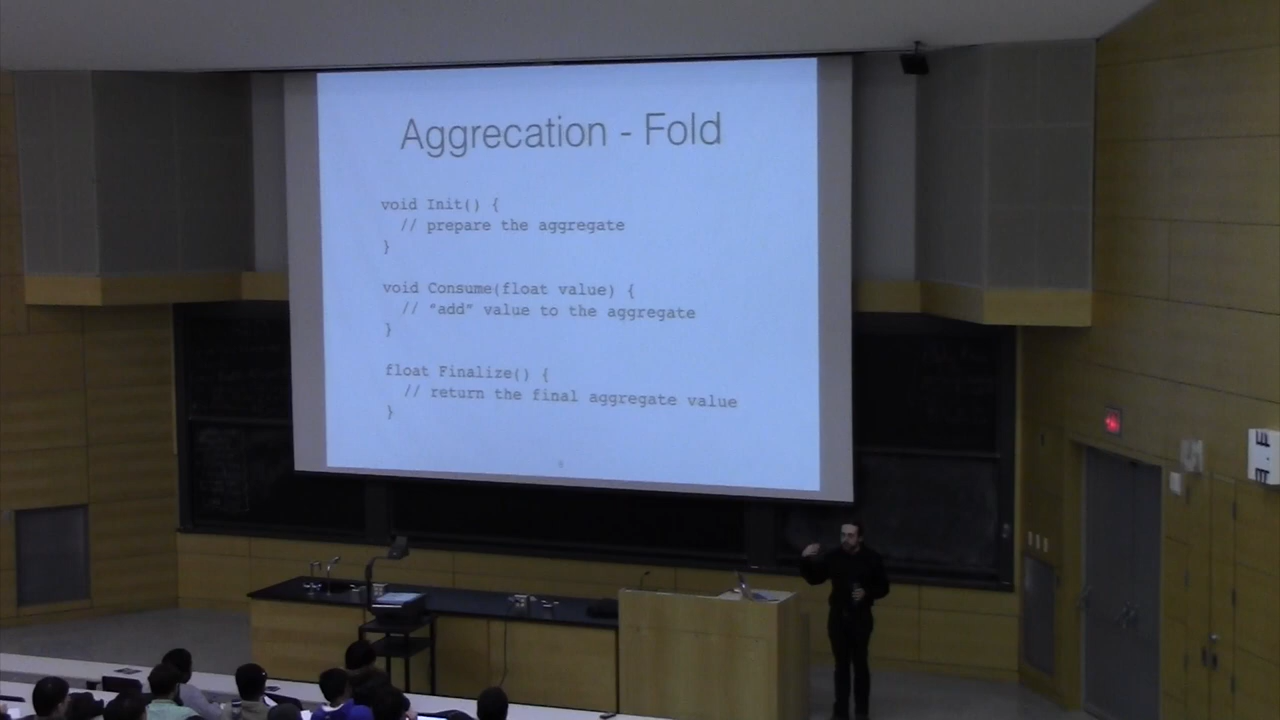 Aggrecation - Fold
void Init() {
// prepare the aggregate
}
void Consume(float value) {
// “add” value to the aggregate
}
float Finalize() {
// return the final aggregate value
}